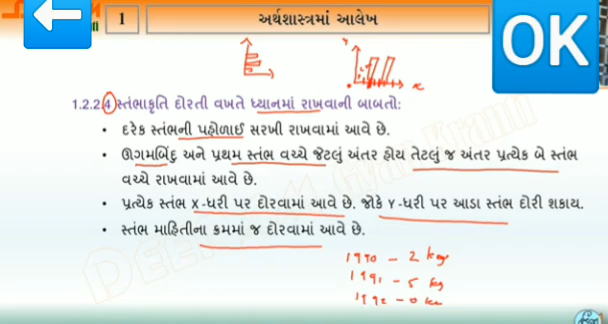 1
અર્થશાસ્ત્રમાં આલેખ
OK
1.2.2.4 સ્તંભાકૃતિ દોરતી વખતે ધ્યાનમાં રાખવાની બાબતો:
• દરેક સ્તંભની પહોળાઈ સરખી રાખવામાં આવે છે.
• ઊગમબિંદુ અને પ્રથમ સ્તંભ વચ્ચે જેટલું અંતર હોય તેટલું જ અંતર પ્રત્યેક બે સ્તંભ
વચ્ચે રાખવામાં આવે છે.
• પ્રત્યેક સ્તંભ X-ધરી પર દોરવામાં આવે છે. જોકે Y-ધરી પર આડા સ્તંભ દોરી શકાય.
• સ્તંભ માહિતીના ક્રમમાં જ દોરવામાં આવે છે.
1990 - 2 kg
1991 - 5 kg
1992 - 0